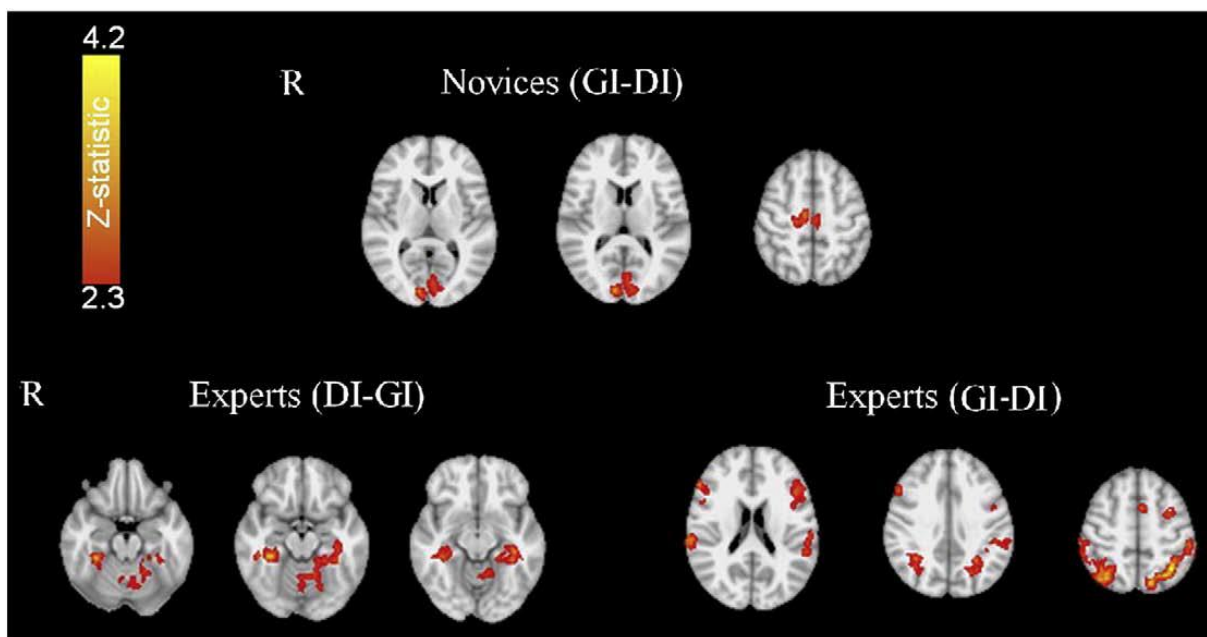 4.2
Z-statistic
2.3
R Novices (GI-DI)
R Experts (DI-GI) Experts (GI-DI)